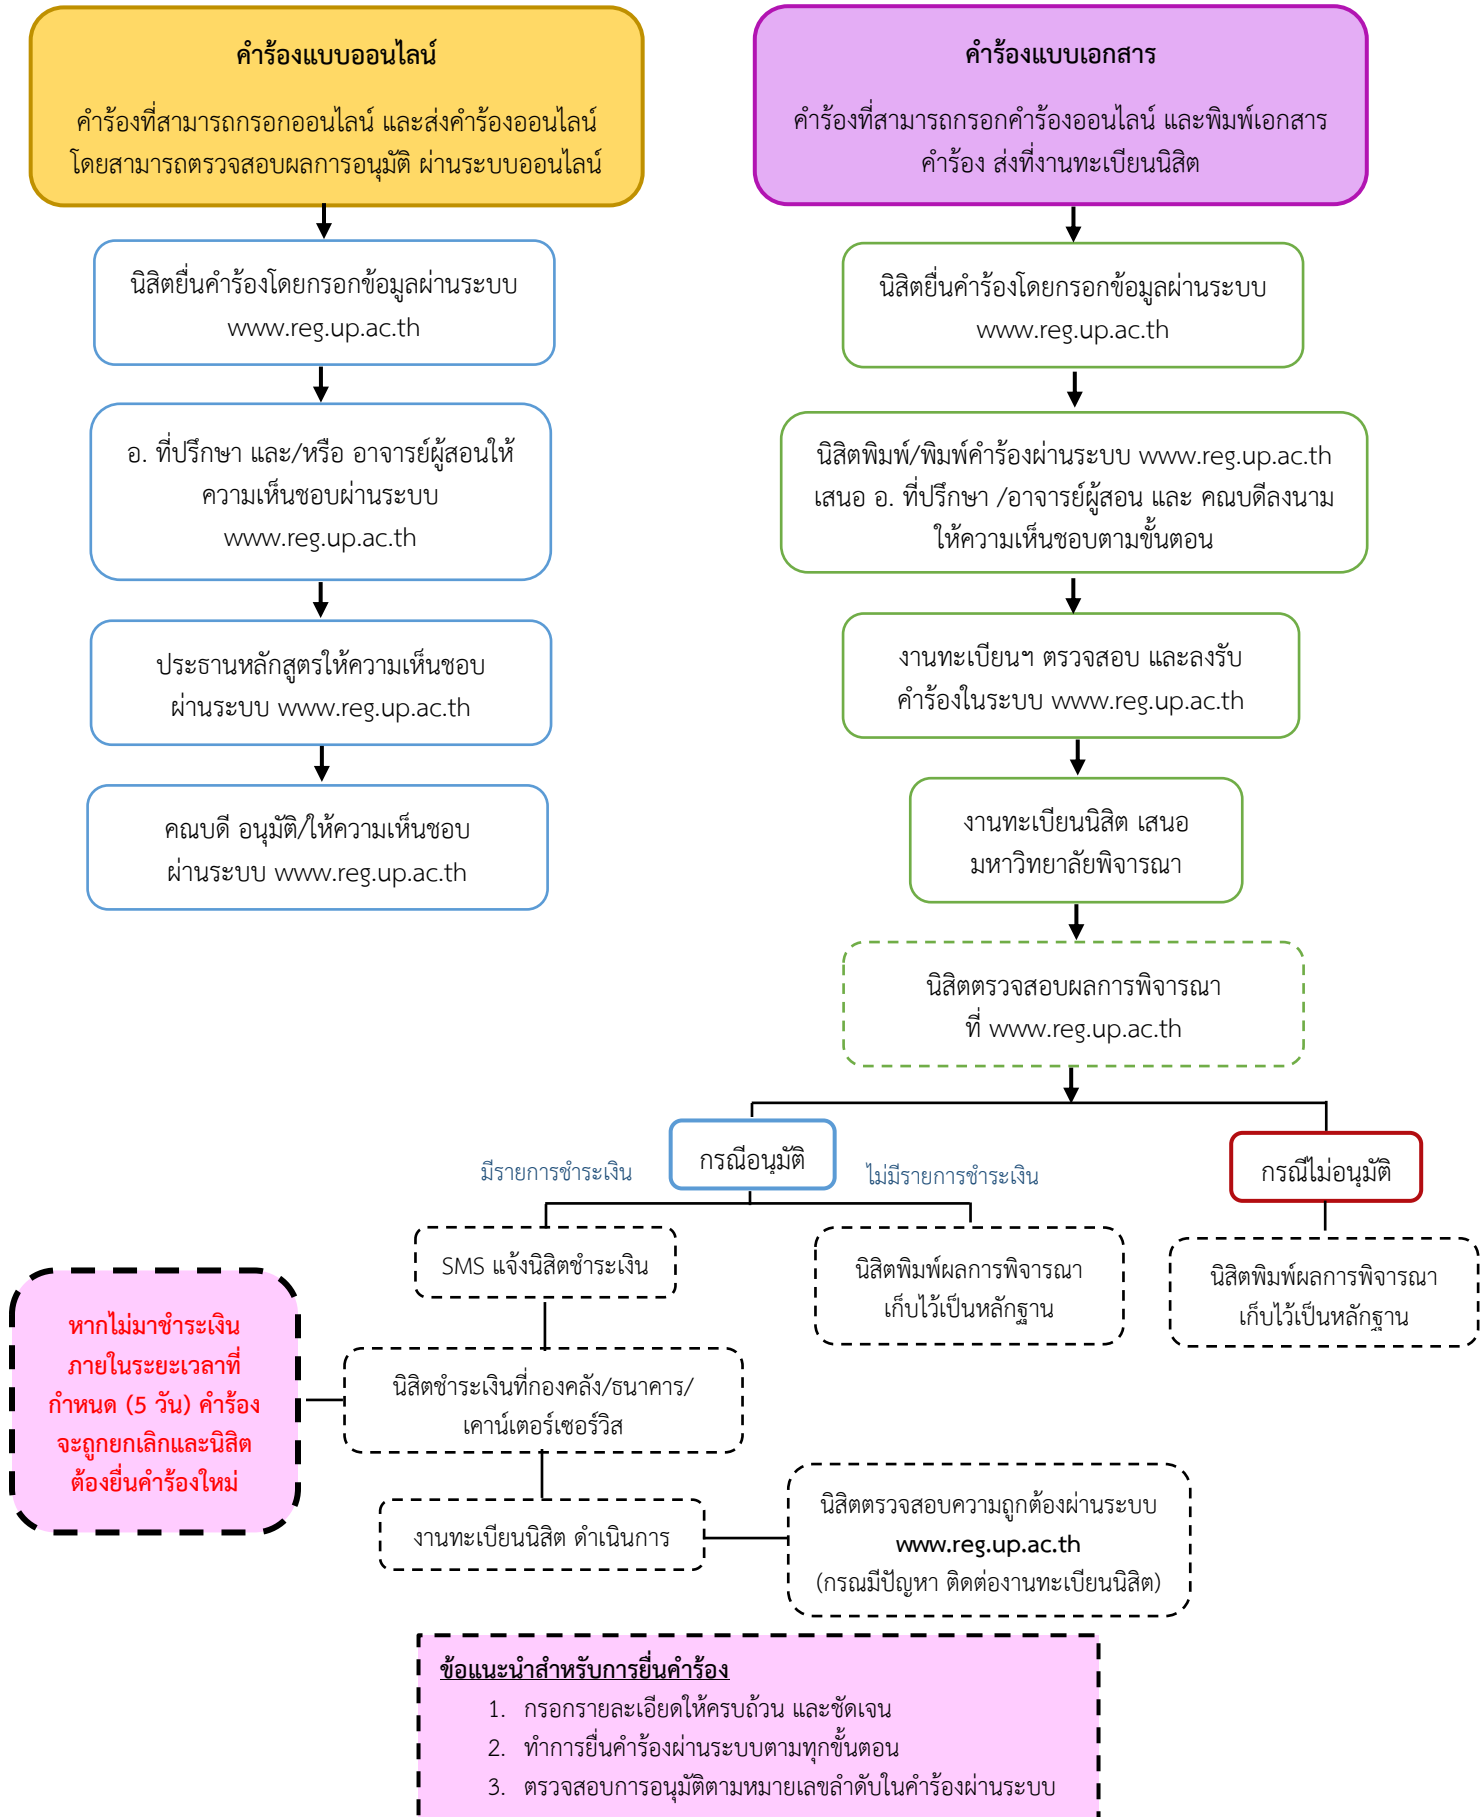 คำร้องแบบออนไลน์
คำร้องที่สามารถกรอกออนไลน์ และส่งคำร้องออนไลน์
โดยสามารถตรวจสอบผลการอนุมัติ ผ่านระบบออนไลน์
นิสิตยื่นคำร้องโดยกรอกข้อมูลผ่านระบบ
www.reg.up.ac.th
อ. ที่ปรึกษา และ/หรือ อาจารย์ผู้สอนให้
ความเห็นชอบผ่านระบบ
www.reg.up.ac.th
ประธานหลักสูตรให้ความเห็นชอบ
ผ่านระบบ www.reg.up.ac.th
คณบดี อนุมัติ/ให้ความเห็นชอบ
ผ่านระบบ www.reg.up.ac.th
คำร้องแบบเอกสาร
คำร้องที่สามารถกรอกคำร้องออนไลน์ และพิมพ์เอกสาร
คำร้อง ส่งที่งานทะเบียนนิสิต
นิสิตยื่นคำร้องโดยกรอกข้อมูลผ่านระบบ
www.reg.up.ac.th
นิสิตพิมพ์/พิมพ์คำร้องผ่านระบบ www.reg.up.ac.th
เสนอ อ. ที่ปรึกษา /อาจารย์ผู้สอน และ คณบดีลงนาม
ให้ความเห็นชอบตามขั้นตอน
งานทะเบียนฯ ตรวจสอบ และลงรับ
คำร้องในระบบ www.reg.up.ac.th
งานทะเบียนนิสิต เสนอ
มหาวิทยาลัยพิจารณา
นิสิตตรวจสอบผลการพิจารณา
ที่ www.reg.up.ac.th
กรณีอนุมัติ
กรณีไม่อนุมัติ
มีรายการชำระเงิน
ไม่มีรายการชำระเงิน
SMS แจ้งนิสิตชำระเงิน
นิสิตพิมพ์ผลการพิจารณา
เก็บไว้เป็นหลักฐาน
นิสิตพิมพ์ผลการพิจารณา
เก็บไว้เป็นหลักฐาน
หากไม่มาชำระเงิน
ภายในระยะเวลาที่
กำหนด (5 วัน) คำร้อง
จะถูกยกเลิกและนิสิต
ต้องยื่นคำร้องใหม่
นิสิตชำระเงินที่กองคลัง/ธนาคาร/
เคาน์เตอร์เซอร์วิส
งานทะเบียนนิสิต ดำเนินการ
นิสิตตรวจสอบความถูกต้องผ่านระบบ
www.reg.up.ac.th
(กรณมีปัญหา ติดต่องานทะเบียนนิสิต)
ข้อแนะนำสำหรับการยื่นคำร้อง
1. กรอกรายละเอียดให้ครบถ้วน และชัดเจน
2. ทำการยื่นคำร้องผ่านระบบตามทุกขั้นตอน
3. ตรวจสอบการอนุมัติตามหมายเลขลำดับในคำร้องผ่านระบบ